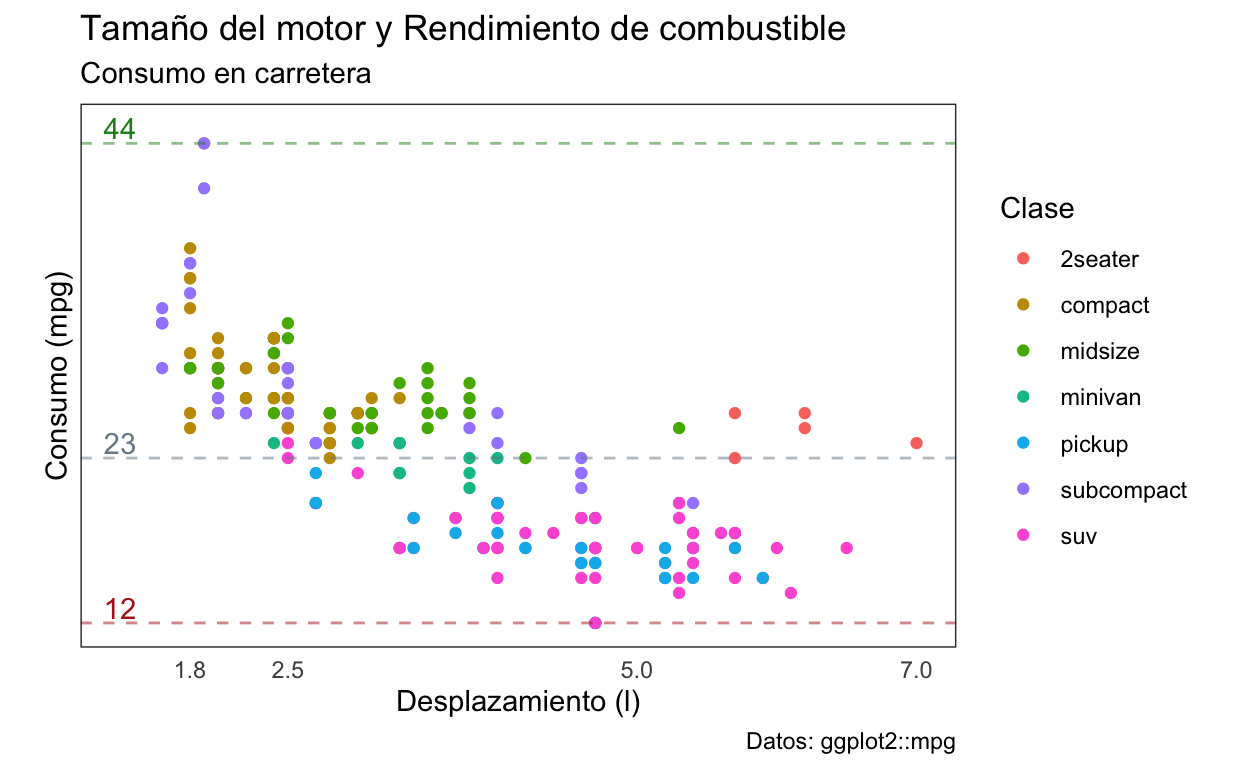 Tamaño del motor y Rendimiento de combustible
Consumo en carretera
44
23
12
Consumo (mpg)
1.8 2.5 5.0 7.0
Desplazamiento (l)
Clase
2seater
compact
midsize
minivan
pickup
subcompact
suv
Datos: ggplot2::mpg